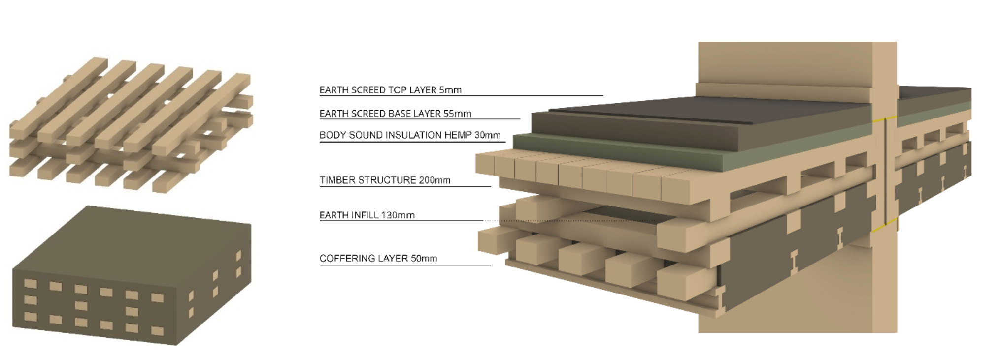 EARTH SCREED TOP LAYER 5mm
EARTH SCREED BASE LAYER 55mm
BODY SOUND INSULATION HEMP 30mm
TIMBER STRUCTURE 200mm
EARTH INFILL 130mm
COFFERING LAYER 50mm